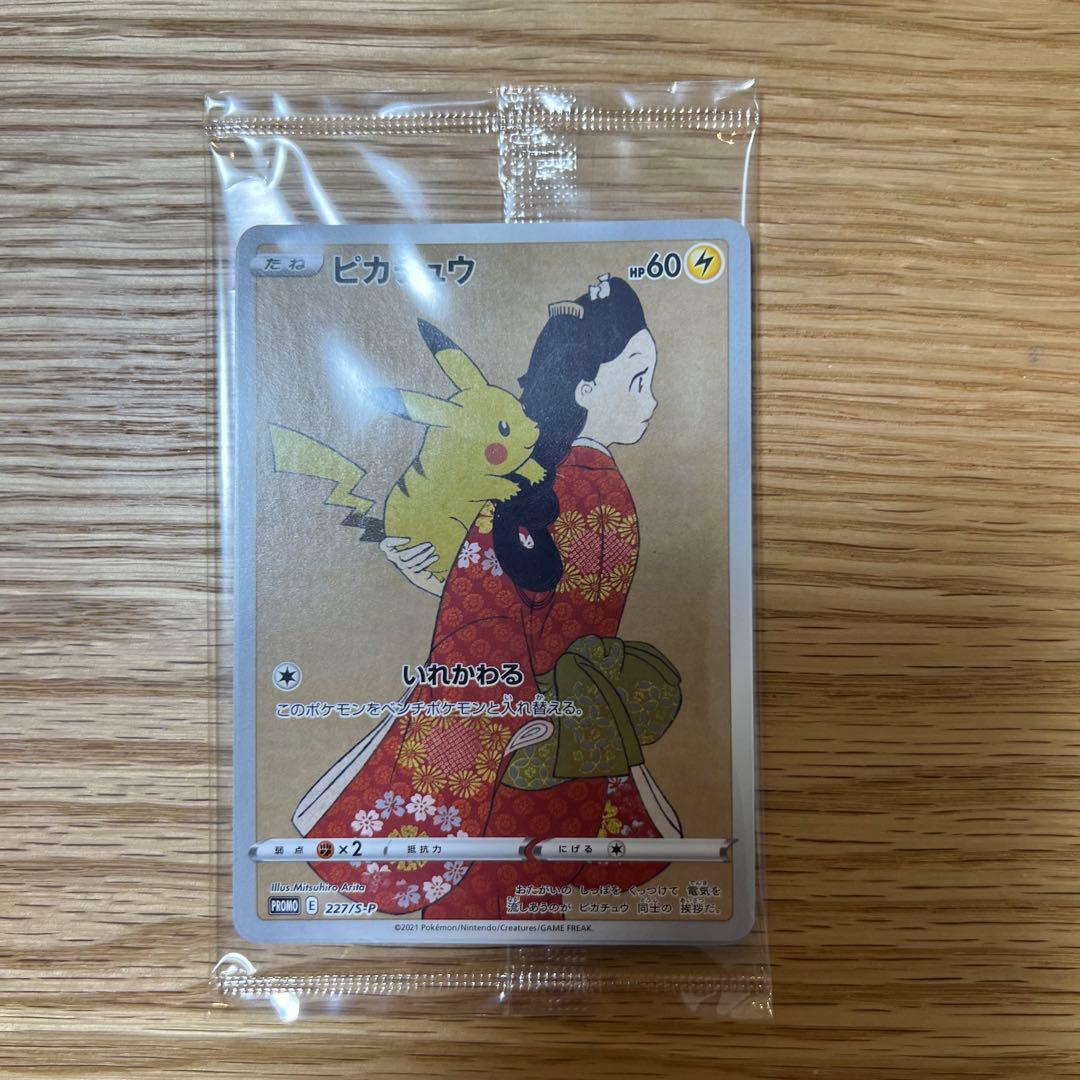 たね ピカチュウ HP60
いれかわる
このポケモンをベンチポケモンと入れ替える。
弱点 ×2 抵抗力 にげる
Illus. Mitsuhiro Arita
PROMO E 227/S-P
おたがいの しっぽを くっつけて 電気を
流しあうのが ピカチュウ 同士の 挨拶だ。
©2021 Pokémon/Nintendo/Creatures/GAME FREAK.